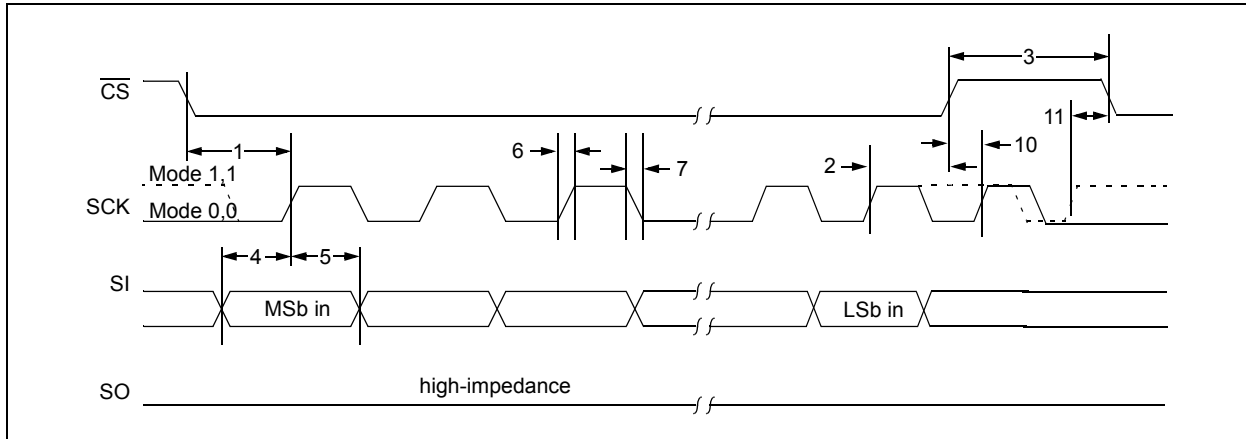 3
CS
11
1
6
10
Mode 1,1
2
7
SCK
Mode 0,0
4
5
SI
MSb in
LSb in
high-impedance
SO